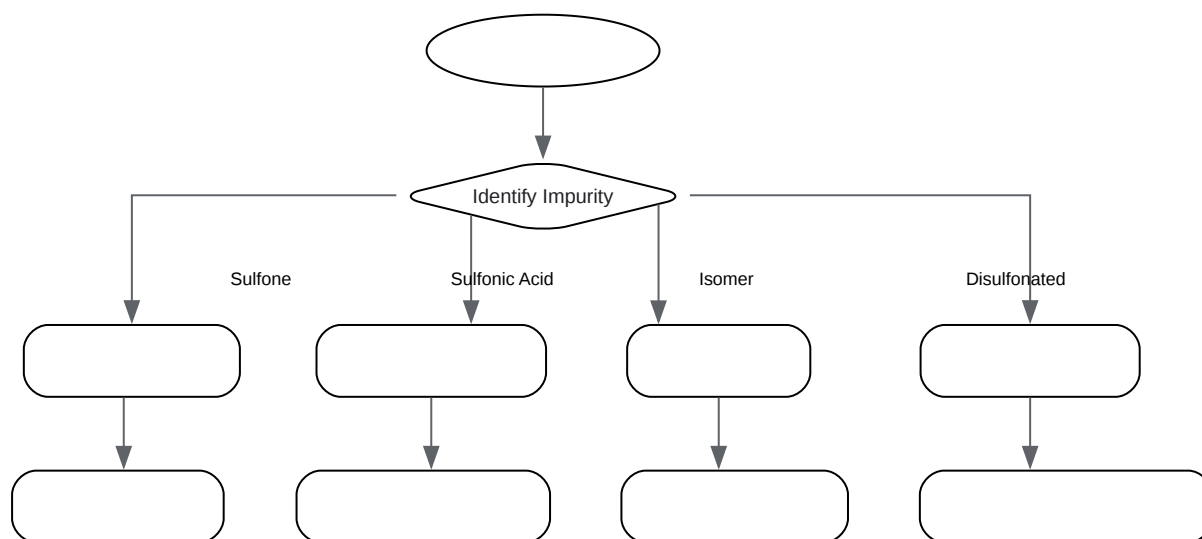 Identify Impurity
Sulfone
Sulfonic Acid
Isomer
Disulfonated